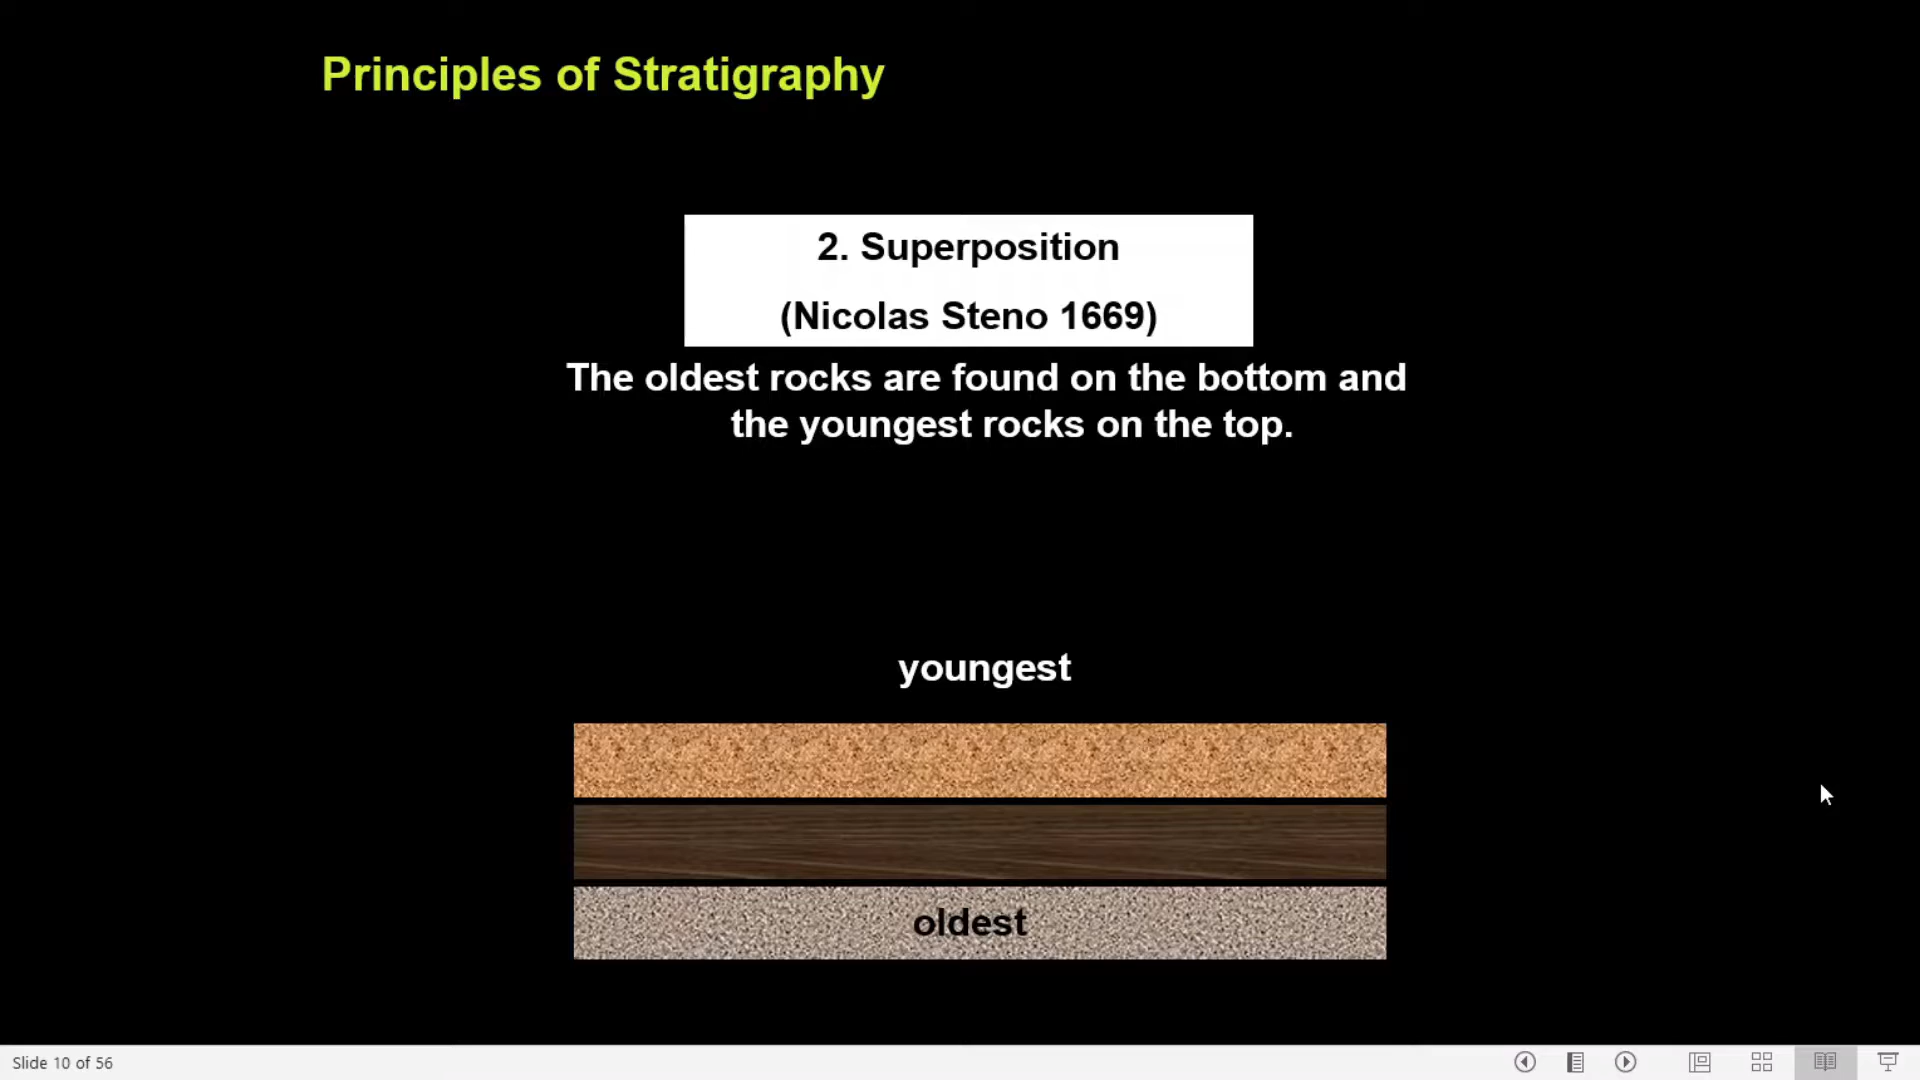 Principles of Stratigraphy
2. Superposition
(Nicolas Steno 1669)
The oldest rocks are found on the bottom and
the youngest rocks on the top.
youngest
oldest
Slide 10 of 56